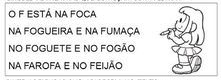 O F ESTÁ NA FOCA
NA FOGUEIRA E NA FUMAÇA
NO FOGUETE E NO FOGÃO
NA FAROFA E NO FEIJÃO